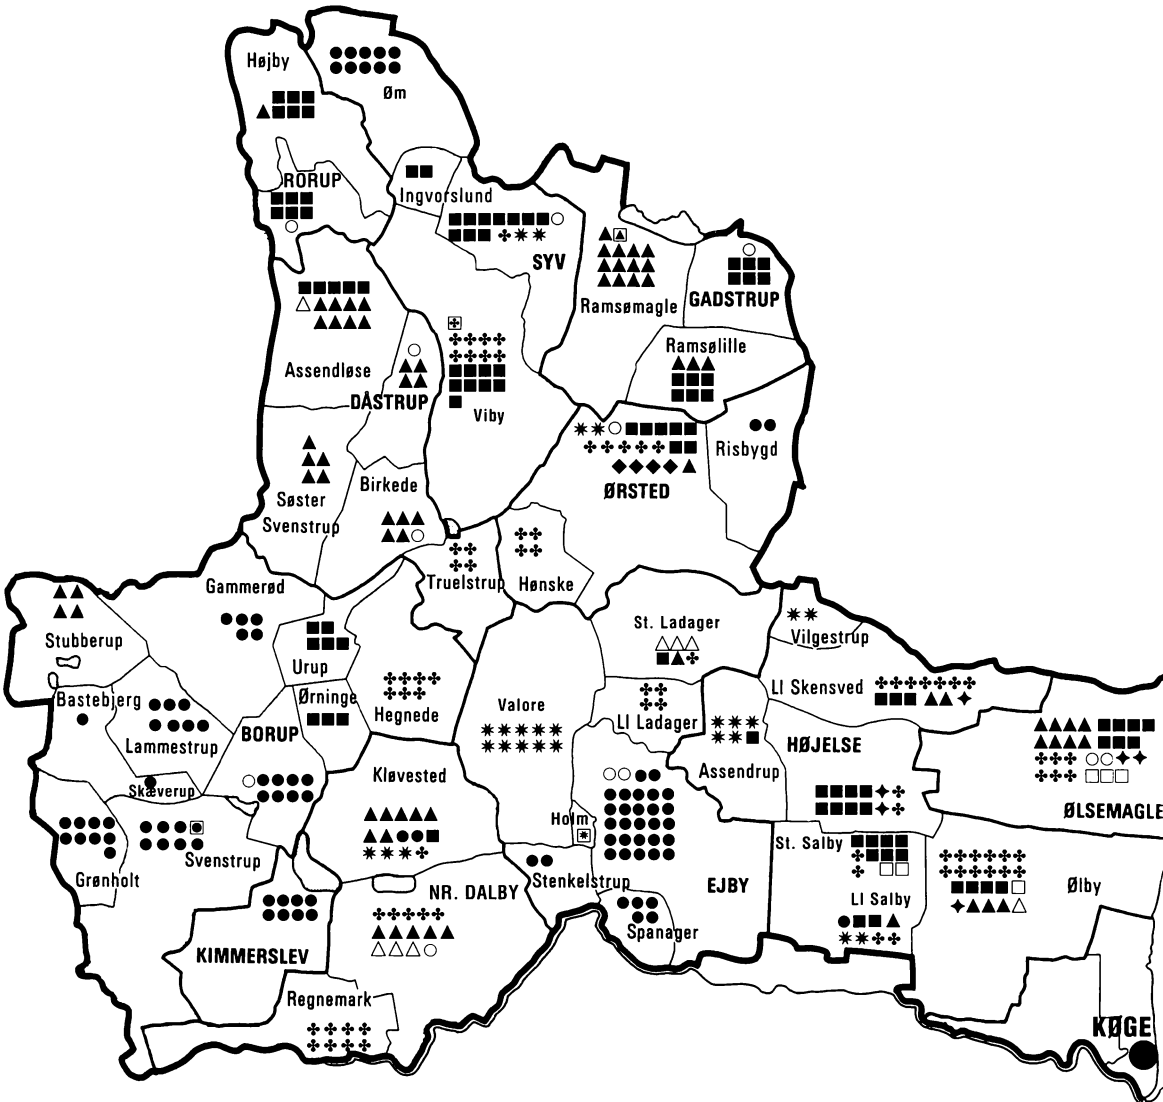 Højby
Øm
RORUP
Ingvorslund
SYV
Ramsømagle
GADSTRUP
Assendløse
Ramsølille
DÅSTRUP
Viby
Risbygd
Søster
Svenstrup
Birkede
ØRSTED
Gammerød
Truelstrup
Hønske
Stubberup
Urup
St. Ladager
Vilgestrup
Bastebjerg
Ørninge
Hegnede
Valore
Ll Ladager
Ll Skensved
Lammestrup
BORUP
HØJELSE
Kløvested
Assendrup
Skæverup
ØLSEMAGLE
Holm
Grønholt
Svenstrup
St. Salby
Stenkelstrup
EJBY
Ølby
NR. DALBY
Ll Salby
Spanager
KIMMERSLEV
Regnemark
KØGE